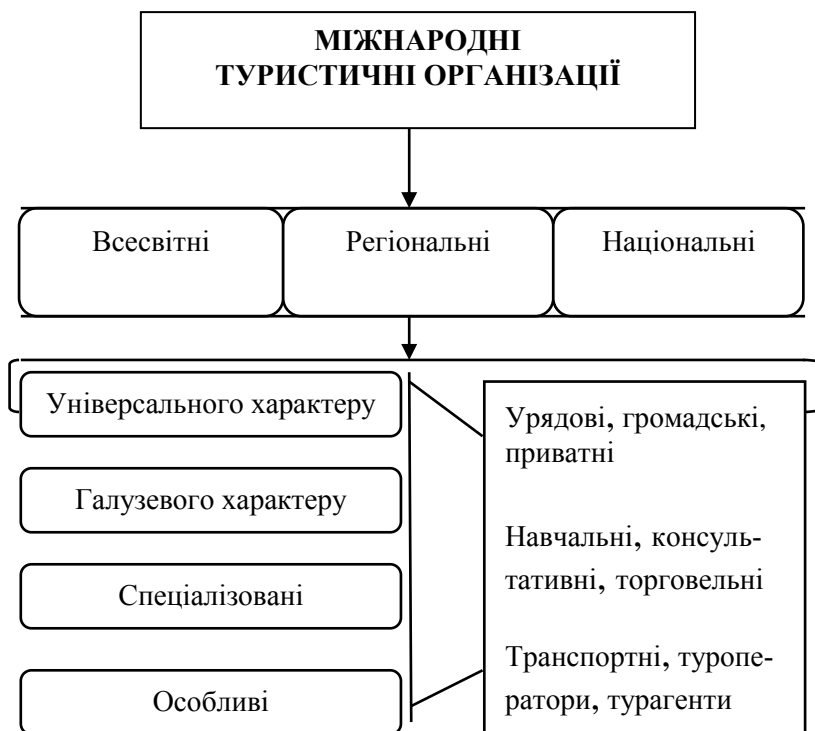 МІЖНАРОДНІ
ТУРИСТИЧНІ ОРГАНІЗАЦІЇ
Всесвітні
Регіональні
Національні
Універсального характеру
Галузевого характеру
Спеціалізовані
Особливі
Урядові, громадські,
приватні
Навчальні, консуль-
тативні, торговельні
Транспортні, туропе-
ратори, турагенти